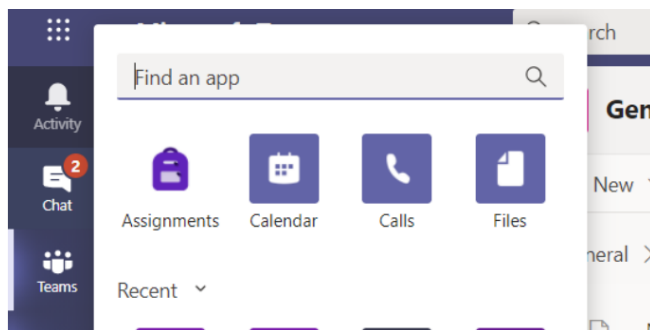 rch
Find an app
Activity
Assignments
Calendar
Calls
Files
2
Chat
Teams
Recent
Gen
New
neral